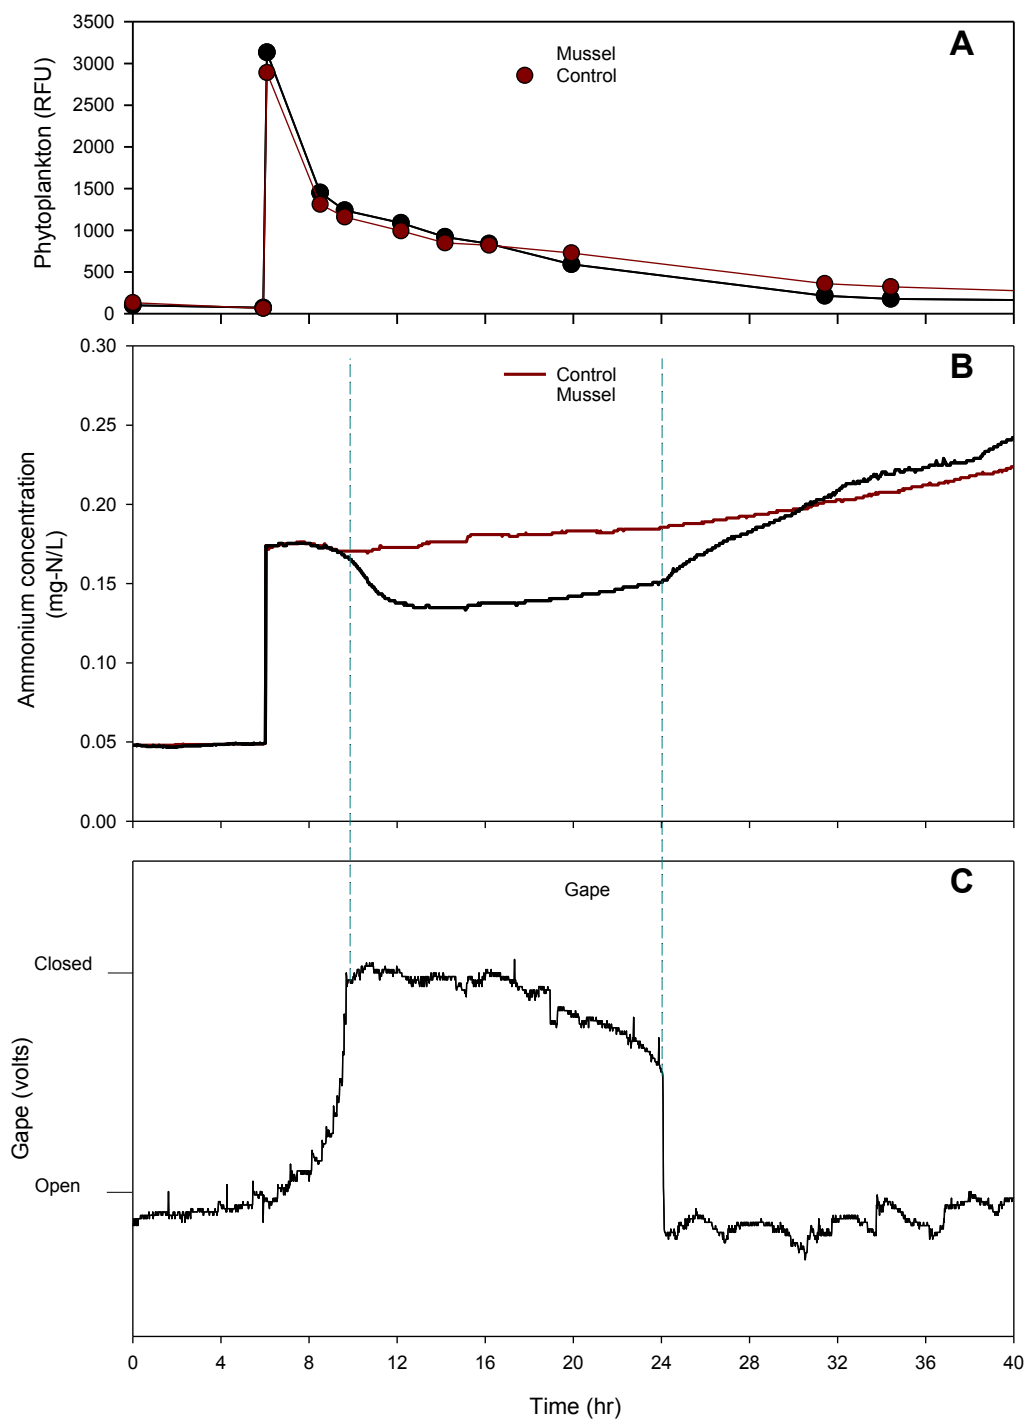 A
Mussel
Control
Phytoplankton (RFU)
3500
3000
2500
2000
1500
1000
500
0
B
Control
Mussel
Ammonium concentration
(mg-N/L)
0.30
0.25
0.20
0.15
0.10
0.05
0.00
C
Gape
Closed
Open
Gape (volts)
0 4 8 12 16 20 24 28 32 36 40
Time (hr)